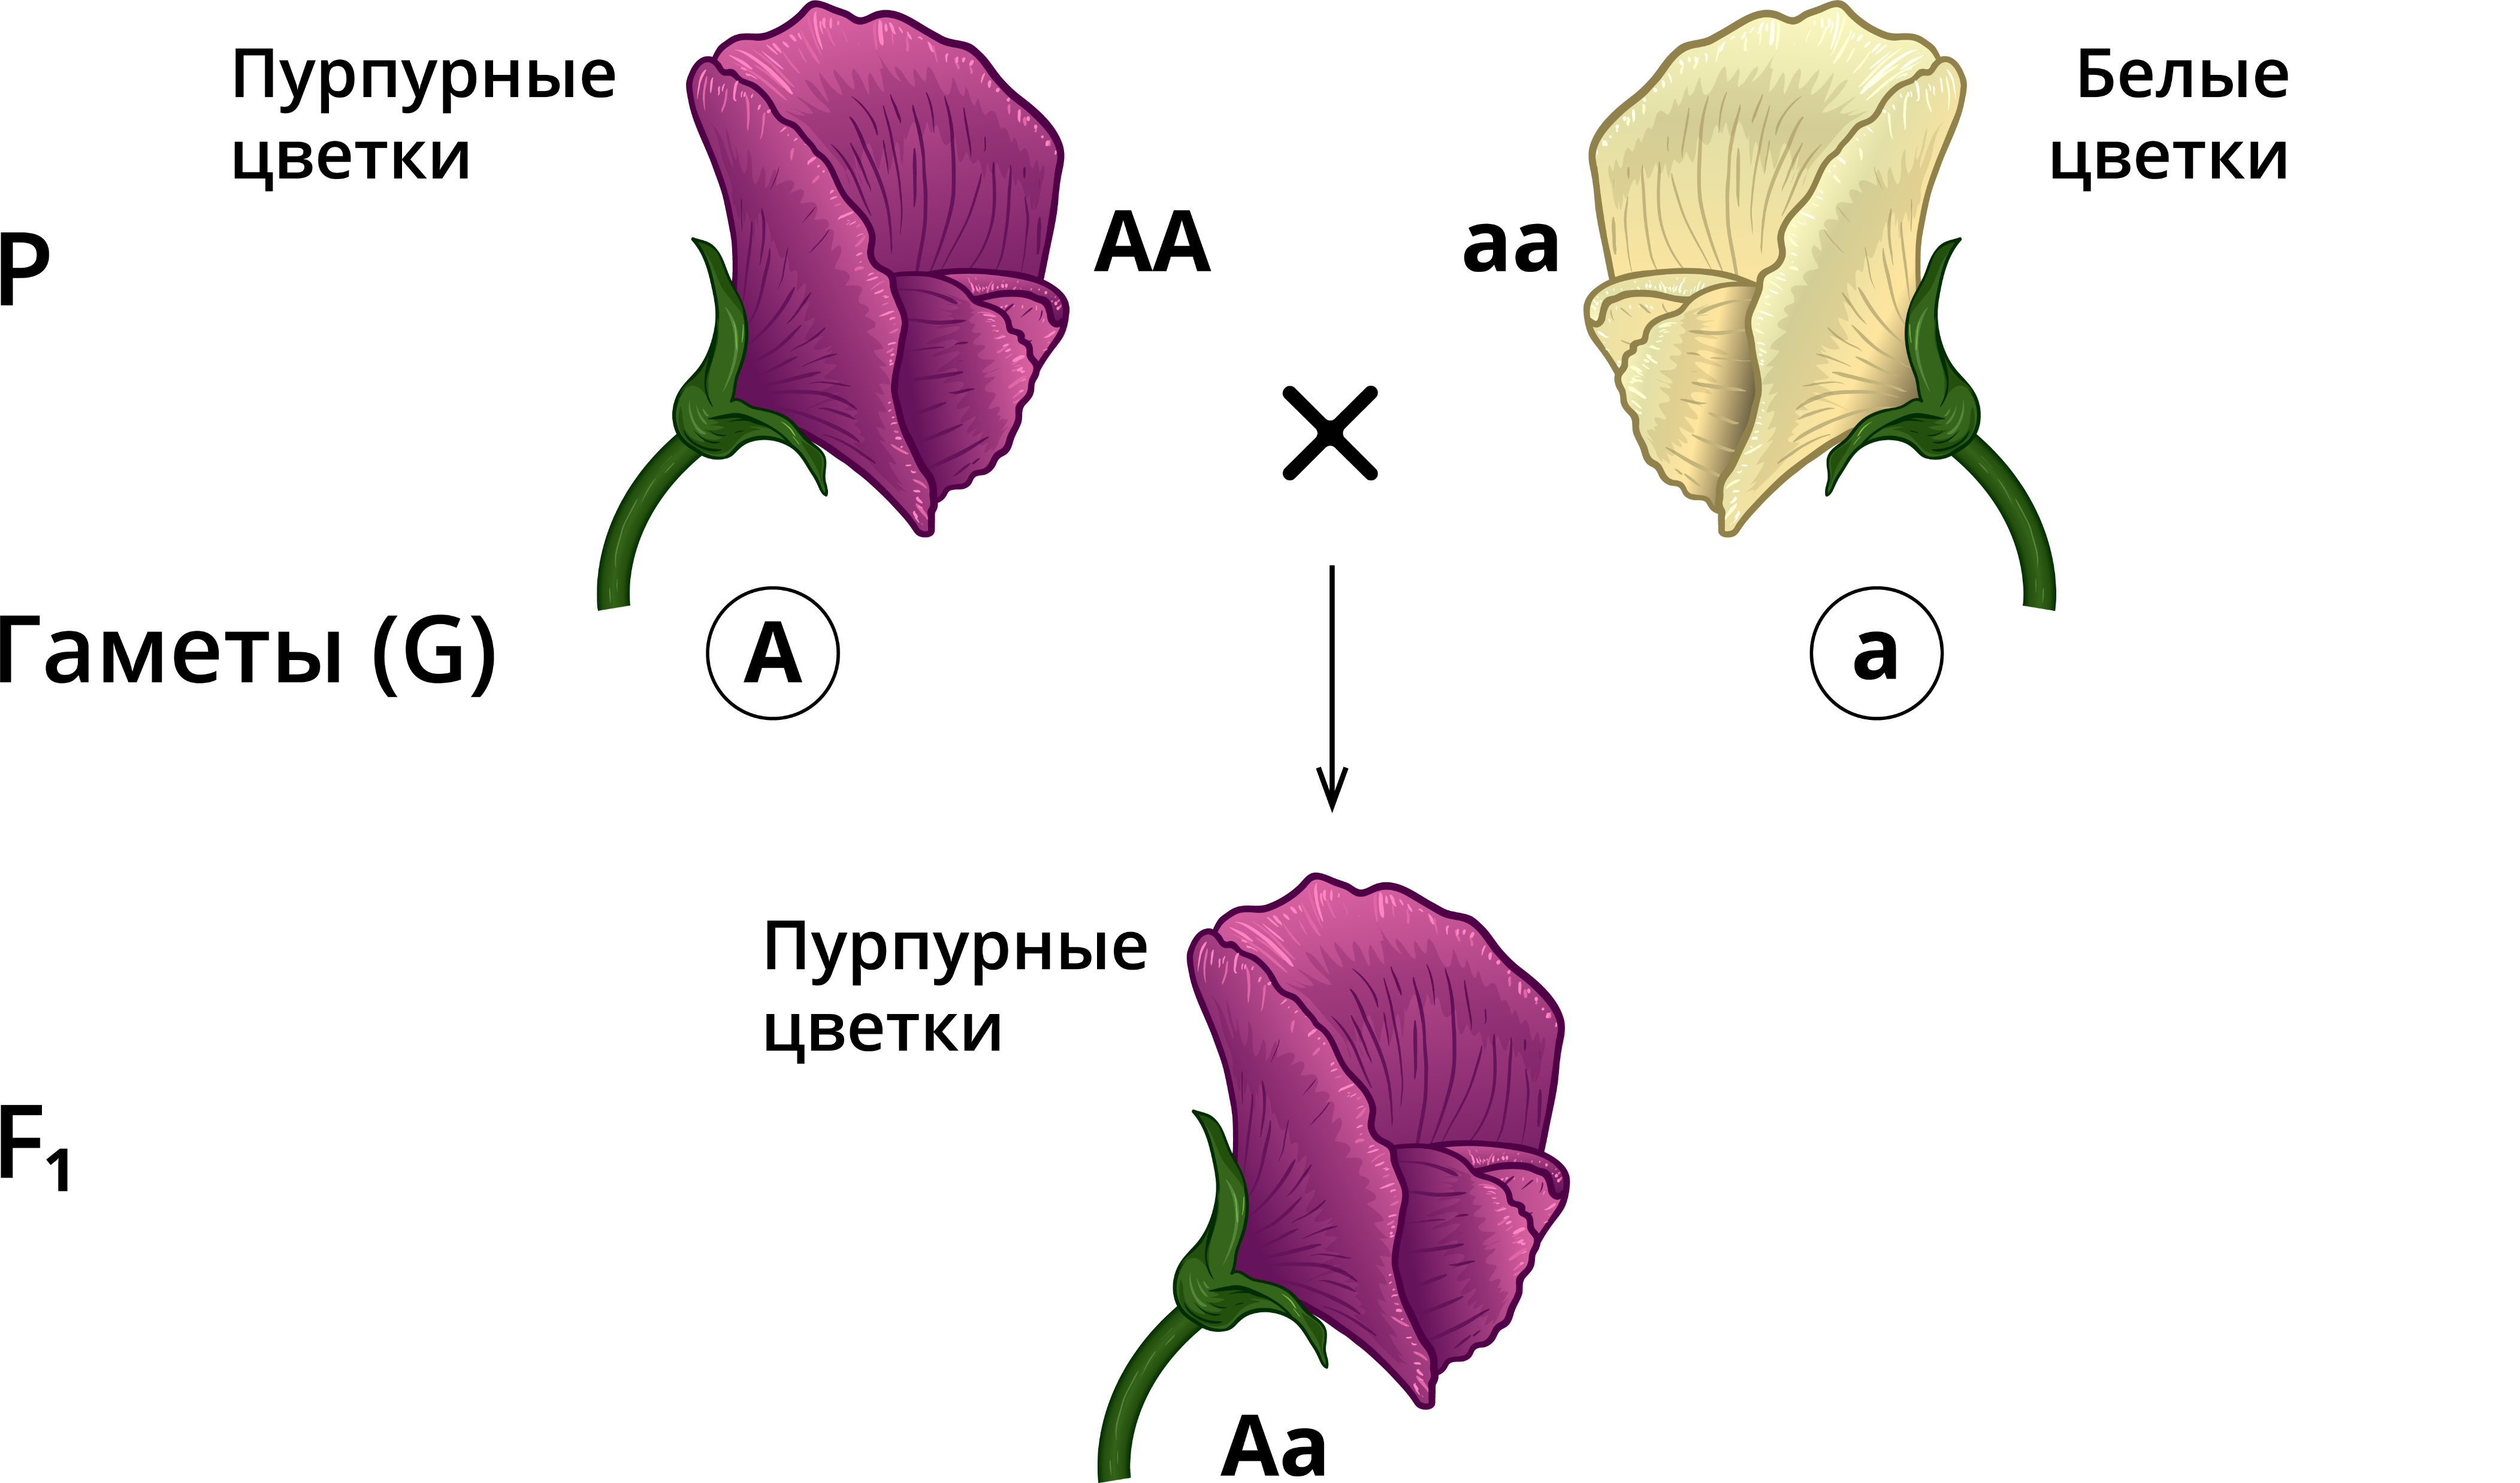 Пурпурные
цветки
Белые
цветки
P
AA
aa
Гаметы (G)
A
a
Пурпурные
цветки
F₁
Aa